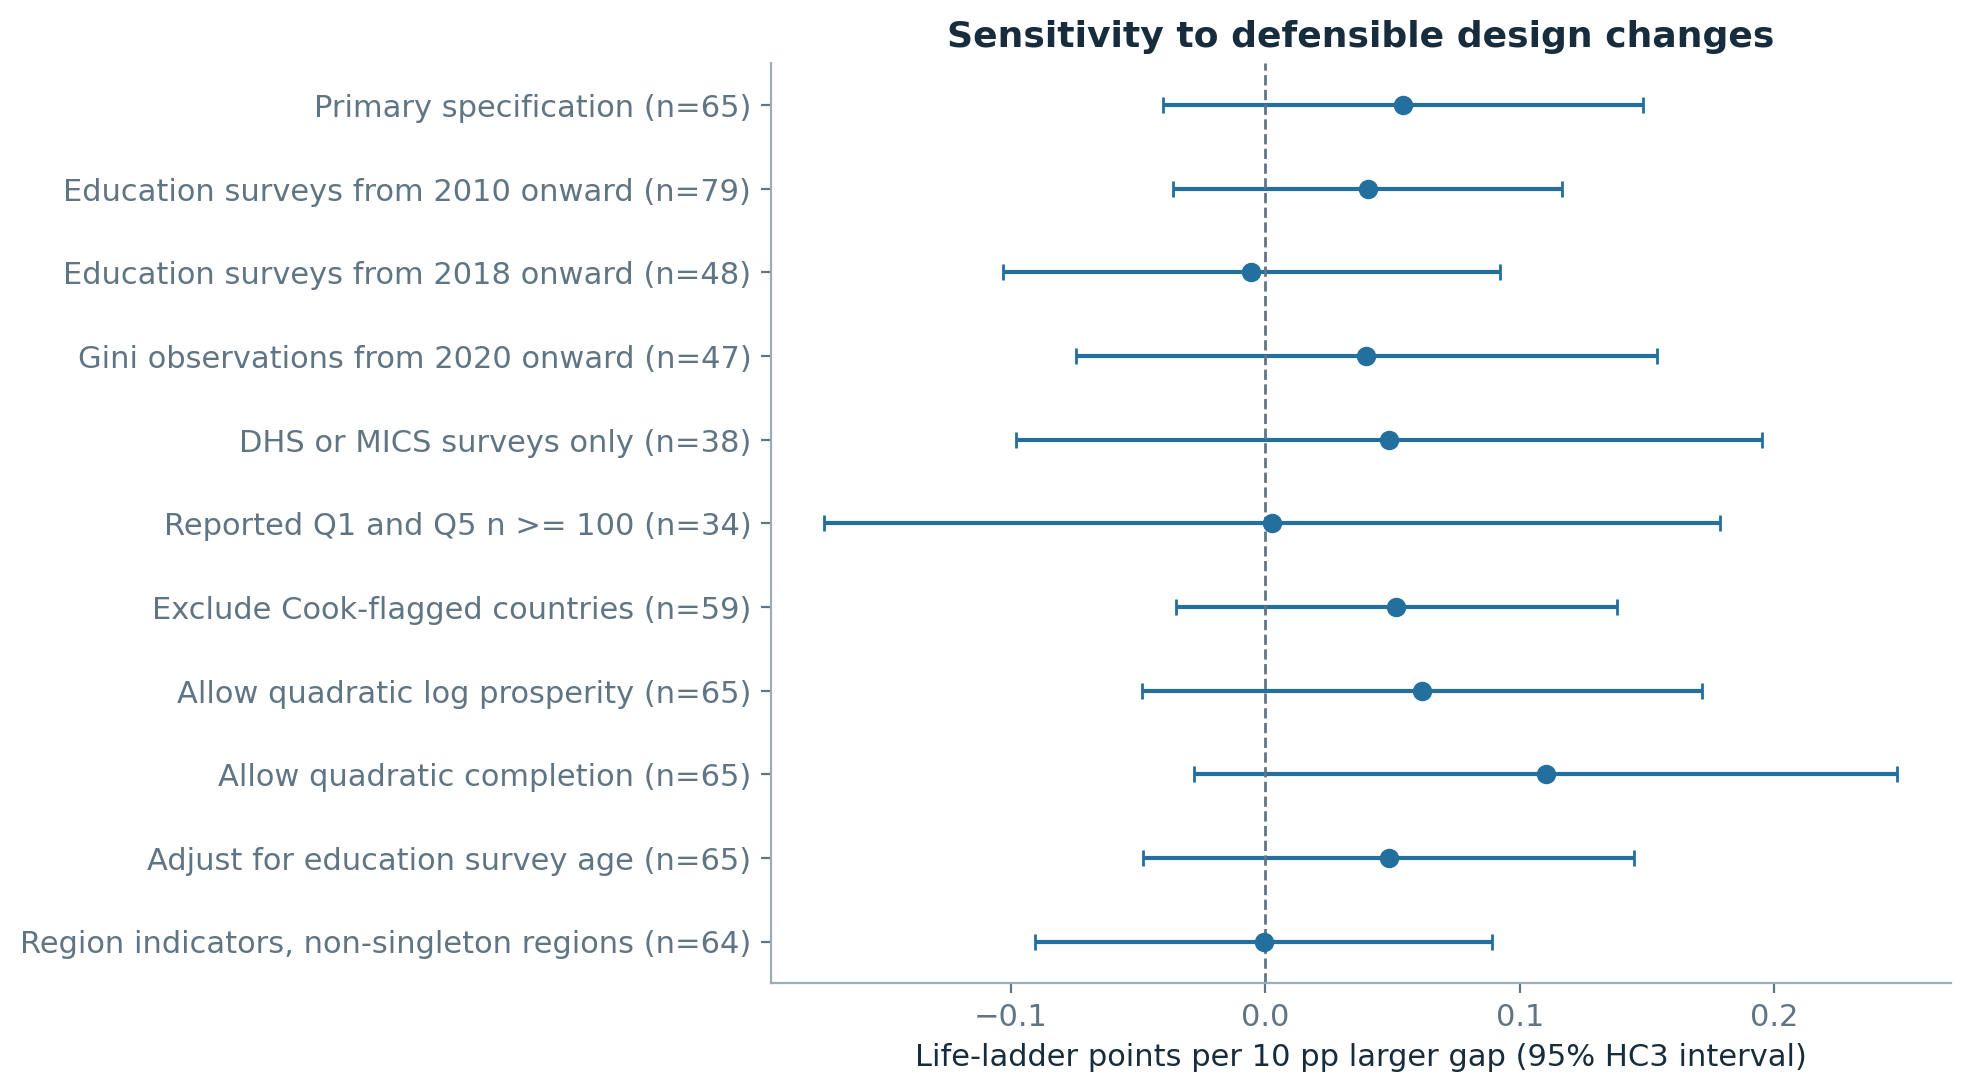 Sensitivity to defensible design changes
Primary specification (n=65)
Education surveys from 2010 onward (n=79)
Education surveys from 2018 onward (n=48)
Gini observations from 2020 onward (n=47)
DHS or MICS surveys only (n=38)
Reported Q1 and Q5 n >= 100 (n=34)
Exclude Cook-flagged countries (n=59)
Allow quadratic log prosperity (n=65)
Allow quadratic completion (n=65)
Adjust for education survey age (n=65)
Region indicators, non-singleton regions (n=64)
−0.1 0.0 0.1 0.2
Life-ladder points per 10 pp larger gap (95% HC3 interval)